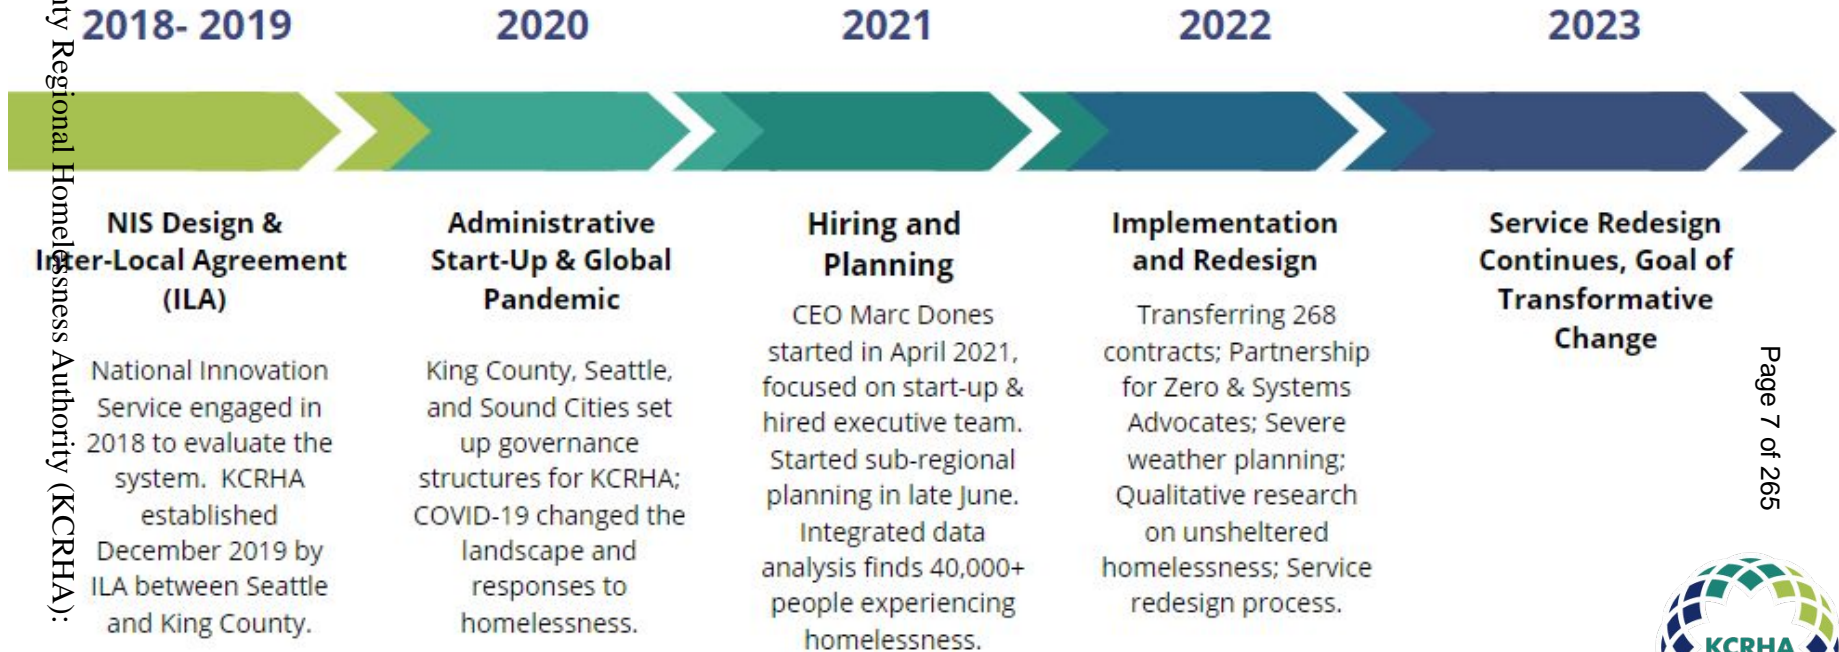 2018- 2019
2020
2021
2022
2023
NIS Design &
Inter-Local Agreement
(ILA)
National Innovation
Service engaged in
2018 to evaluate the
system. KCRHA
established
December 2019 by
ILA between Seattle
and King County.
Administrative
Start-Up & Global
Pandemic
King County, Seattle,
and Sound Cities set
up governance
structures for KCRHA;
COVID-19 changed the
landscape and
responses to
homelessness.
Hiring and
Planning
CEO Marc Dones
started in April 2021,
focused on start-up &
hired executive team.
Started sub-regional
planning in late June.
Integrated data
analysis finds 40,000+
people experiencing
homelessness.
Implementation
and Redesign
Transferring 268
contracts; Partnership
for Zero & Systems
Advocates; Severe
weather planning;
Qualitative research
on unsheltered
homelessness; Service
redesign process.
Service Redesign
Continues, Goal of
Transformative
Change
Regional Homelessness Authority (KCRHA):
Page 7 of 265
KCRHA